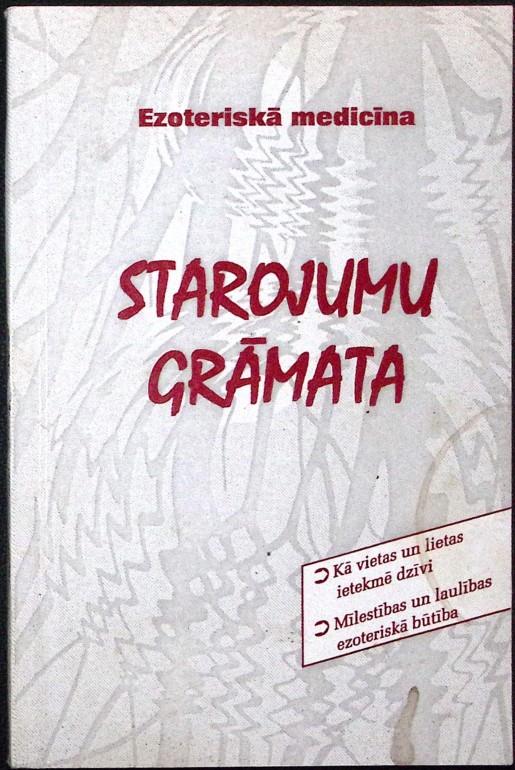 Ezoteriskā medicīna
STAROJUMU
GRĀMATA
➲ Kā vietas un lietas
ietekmē dzīvi
➲ Mīlestības un laulības
ezoteriskā būtība